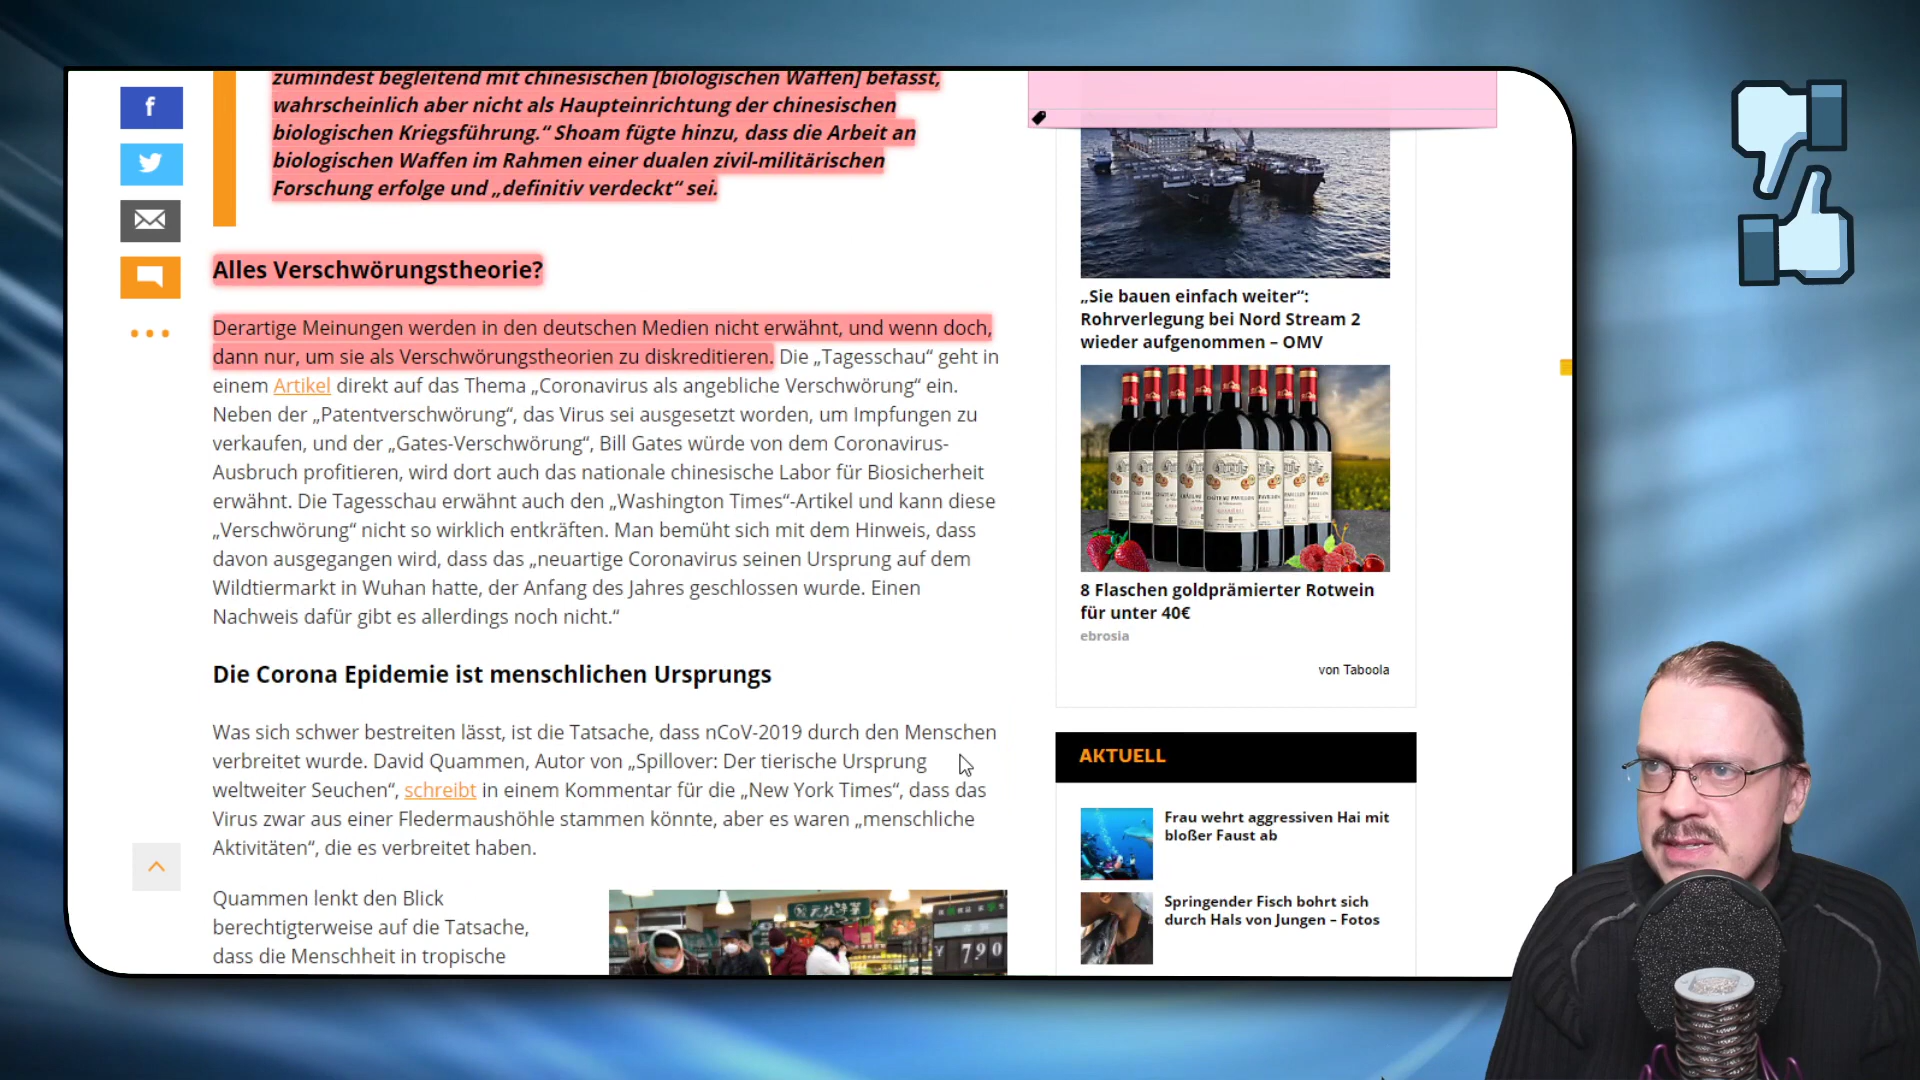 zumindest begleitend mit chinesischen [biologischen Waffen] befasst,
wahrscheinlich aber nicht als Haupteinrichtung der chinesischen
biologischen Kriegsführung.“ Shoam fügte hinzu, dass die Arbeit an
biologischen Waffen im Rahmen einer dualen zivil-militärischen
Forschung erfolge und „definitiv verdeckt“ sei.
Alles Verschwörungstheorie?
Derartige Meinungen werden in den deutschen Medien nicht erwähnt, und wenn doch,
dann nur, um sie als Verschwörungstheorien zu diskreditieren. Die „Tagesschau“ geht in
einem Artikel direkt auf das Thema „Coronavirus als angebliche Verschwörung“ ein.
Neben der „Patentverschwörung“, das Virus sei ausgesetzt worden, um Impfungen zu
verkaufen, und der „Gates-Verschwörung“, Bill Gates würde von dem Coronavirus-
Ausbruch profitieren, wird dort auch das nationale chinesische Labor für Biosicherheit
erwähnt. Die Tagesschau erwähnt auch den „Washington Times“-Artikel und kann diese
„Verschwörung“ nicht so wirklich entkräften. Man bemüht sich mit dem Hinweis, dass
davon ausgegangen wird, dass das „neuartige Coronavirus seinen Ursprung auf dem
Wildtiermarkt in Wuhan hatte, der Anfang des Jahres geschlossen wurde. Einen
Nachweis dafür gibt es allerdings noch nicht.“
Die Corona Epidemie ist menschlichen Ursprungs
Was sich schwer bestreiten lässt, ist die Tatsache, dass nCoV-2019 durch den Menschen
verbreitet wurde. David Quammen, Autor von „Spillover: Der tierische Ursprung
weltweiter Seuchen“, schreibt in einem Kommentar für die „New York Times“, dass das
Virus zwar aus einer Fledermaushöhle stammen könnte, aber es waren „menschliche
Aktivitäten“, die es verbreitet haben.
Quammen lenkt den Blick
berechtigterweise auf die Tatsache,
dass die Menschheit in tropische
¥ 790
„Sie bauen einfach weiter“:
Rohrverlegung bei Nord Stream 2
wieder aufgenommen – OMV
8 Flaschen goldprämierter Rotwein
für unter 40€
ebrosia
von Taboola
AKTUELL
Frau wehrt aggressiven Hai mit
bloßer Faust ab
Springender Fisch bohrt sich
durch Hals von Jungen – Fotos